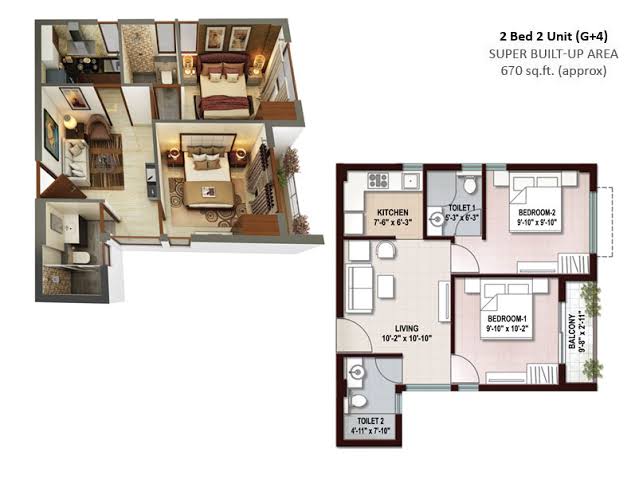 2 Bed 2 Unit (G+4)
SUPER BUILT-UP AREA
670 sq.ft. (approx)
KITCHEN
7'-6" x 6'-3"
TOILET 1
5'-3" x 6'-3"
BEDROOM-2
9'-10" x 9'-10"
LIVING
10'-2" x 10'-10"
BEDROOM-1
9'-10" x 10'-2"
BALCONY
9'-8" x 2'-11"
TOILET 2
4'-11" x 7'-10"